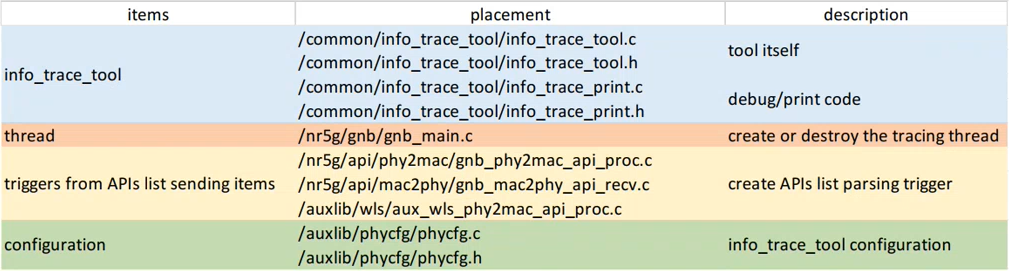 items placement description
/common/info_trace_tool/info_trace_tool.c
tool itself
/common/info_trace_tool/info_trace_tool.h
info_trace_tool
/common/info_trace_tool/info_trace_print.c
debug/print code
/common/info_trace_tool/info_trace_print.h
thread /nr5g/gnb/gnb_main.c create or destroy the tracing thread
/nr5g/api/phy2mac/gnb_phy2mac_api_proc.c
triggers from APIs list sending items /nr5g/api/mac2phy/gnb_mac2phy_api_recv.c create APIs list parsing trigger
/auxlib/wls/aux_wls_phy2mac_api_proc.c
/auxlib/phycfg/phycfg.c
configuration info_trace_tool configuration
/auxlib/phycfg/phycfg.h